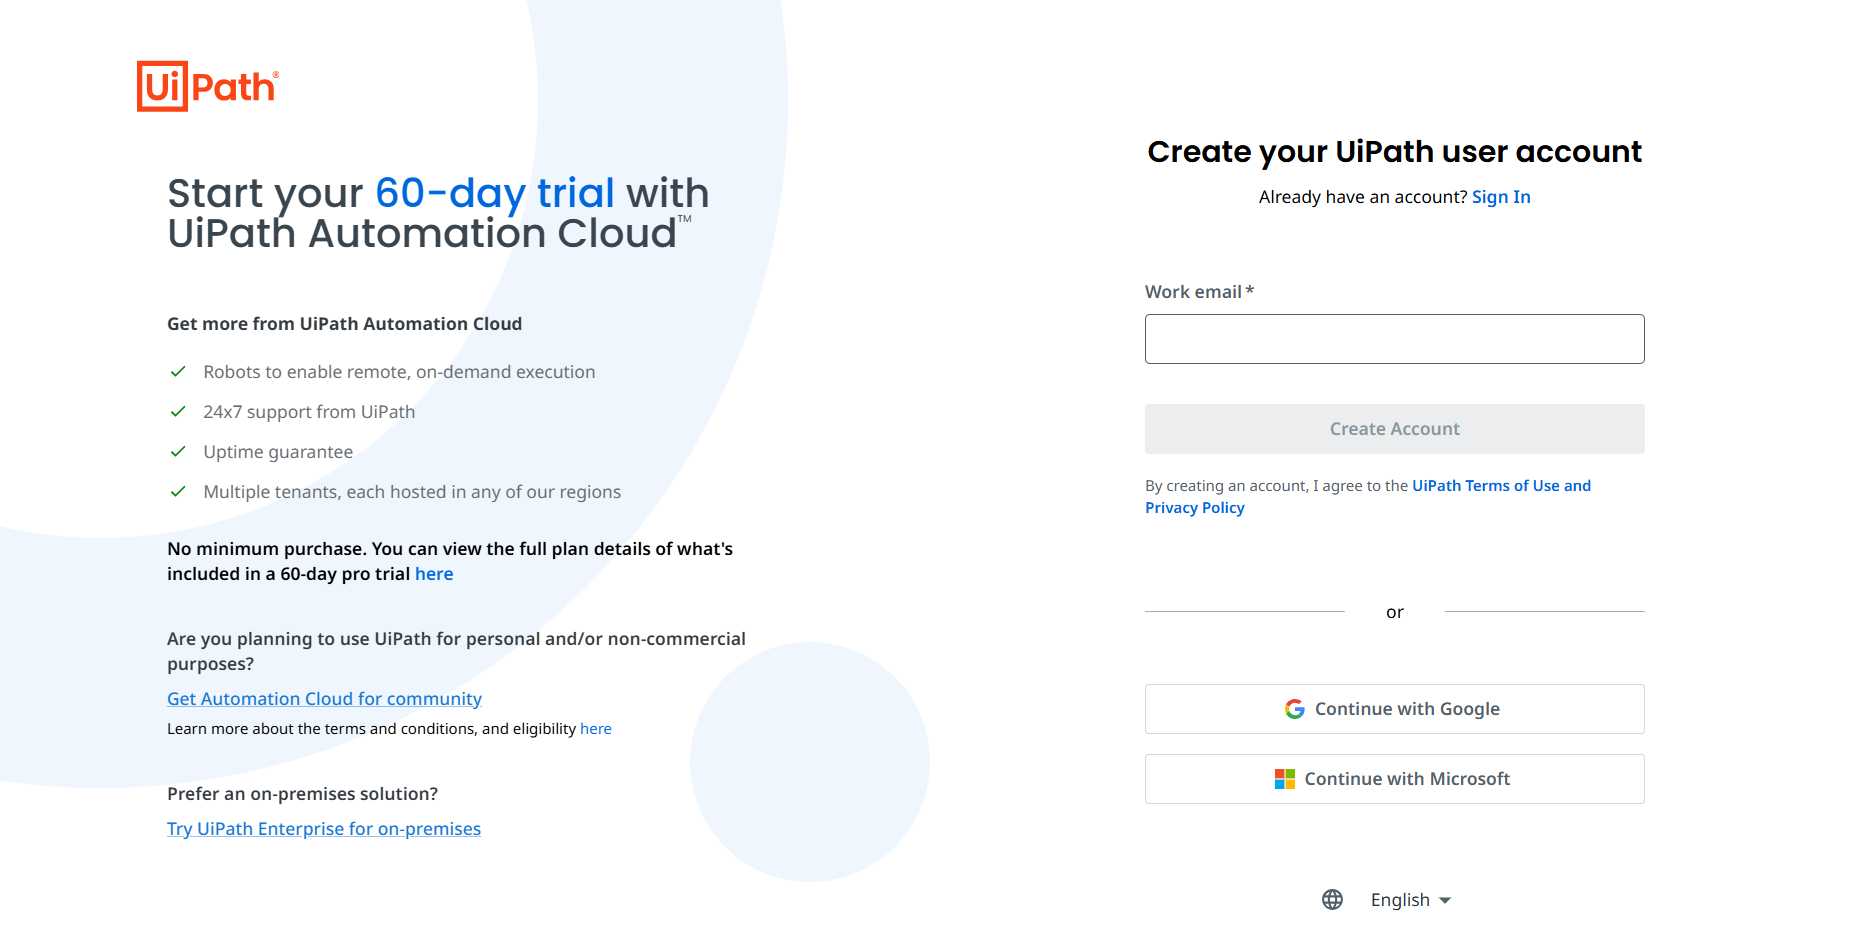 UiPath®
Start your 60-day trial with
UiPath Automation Cloud™
Get more from UiPath Automation Cloud
Robots to enable remote, on-demand execution
24x7 support from UiPath
Uptime guarantee
Multiple tenants, each hosted in any of our regions
No minimum purchase. You can view the full plan details of what's
included in a 60-day pro trial here
Are you planning to use UiPath for personal and/or non-commercial
purposes?
Get Automation Cloud for community
Learn more about the terms and conditions, and eligibility here
Prefer an on-premises solution?
Try UiPath Enterprise for on-premises
Create your UiPath user account
Already have an account? Sign In
Work email *
Create Account
By creating an account, I agree to the UiPath Terms of Use and
Privacy Policy
or
Continue with Google
Continue with Microsoft
English